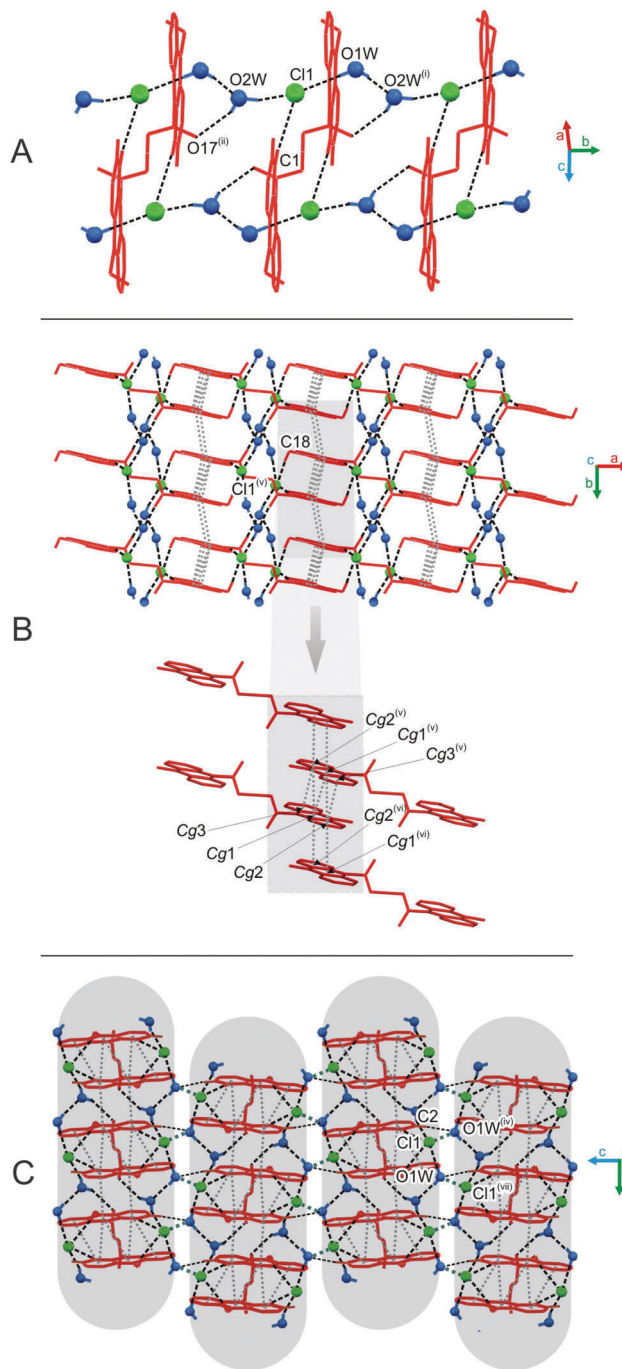 O1W
O2W Cl1 O2W(i)
A
O17(ii) C1
a
b
c
C18
Cl1(v)
c a
b
B
Cg2(v)
Cg1(v)
Cg3(v)
Cg3
Cg1
Cg2
Cg2(vi)
Cg1(vi)
C2
O1W(iv)
Cl1
C
O1W
Cl1(vii)
c